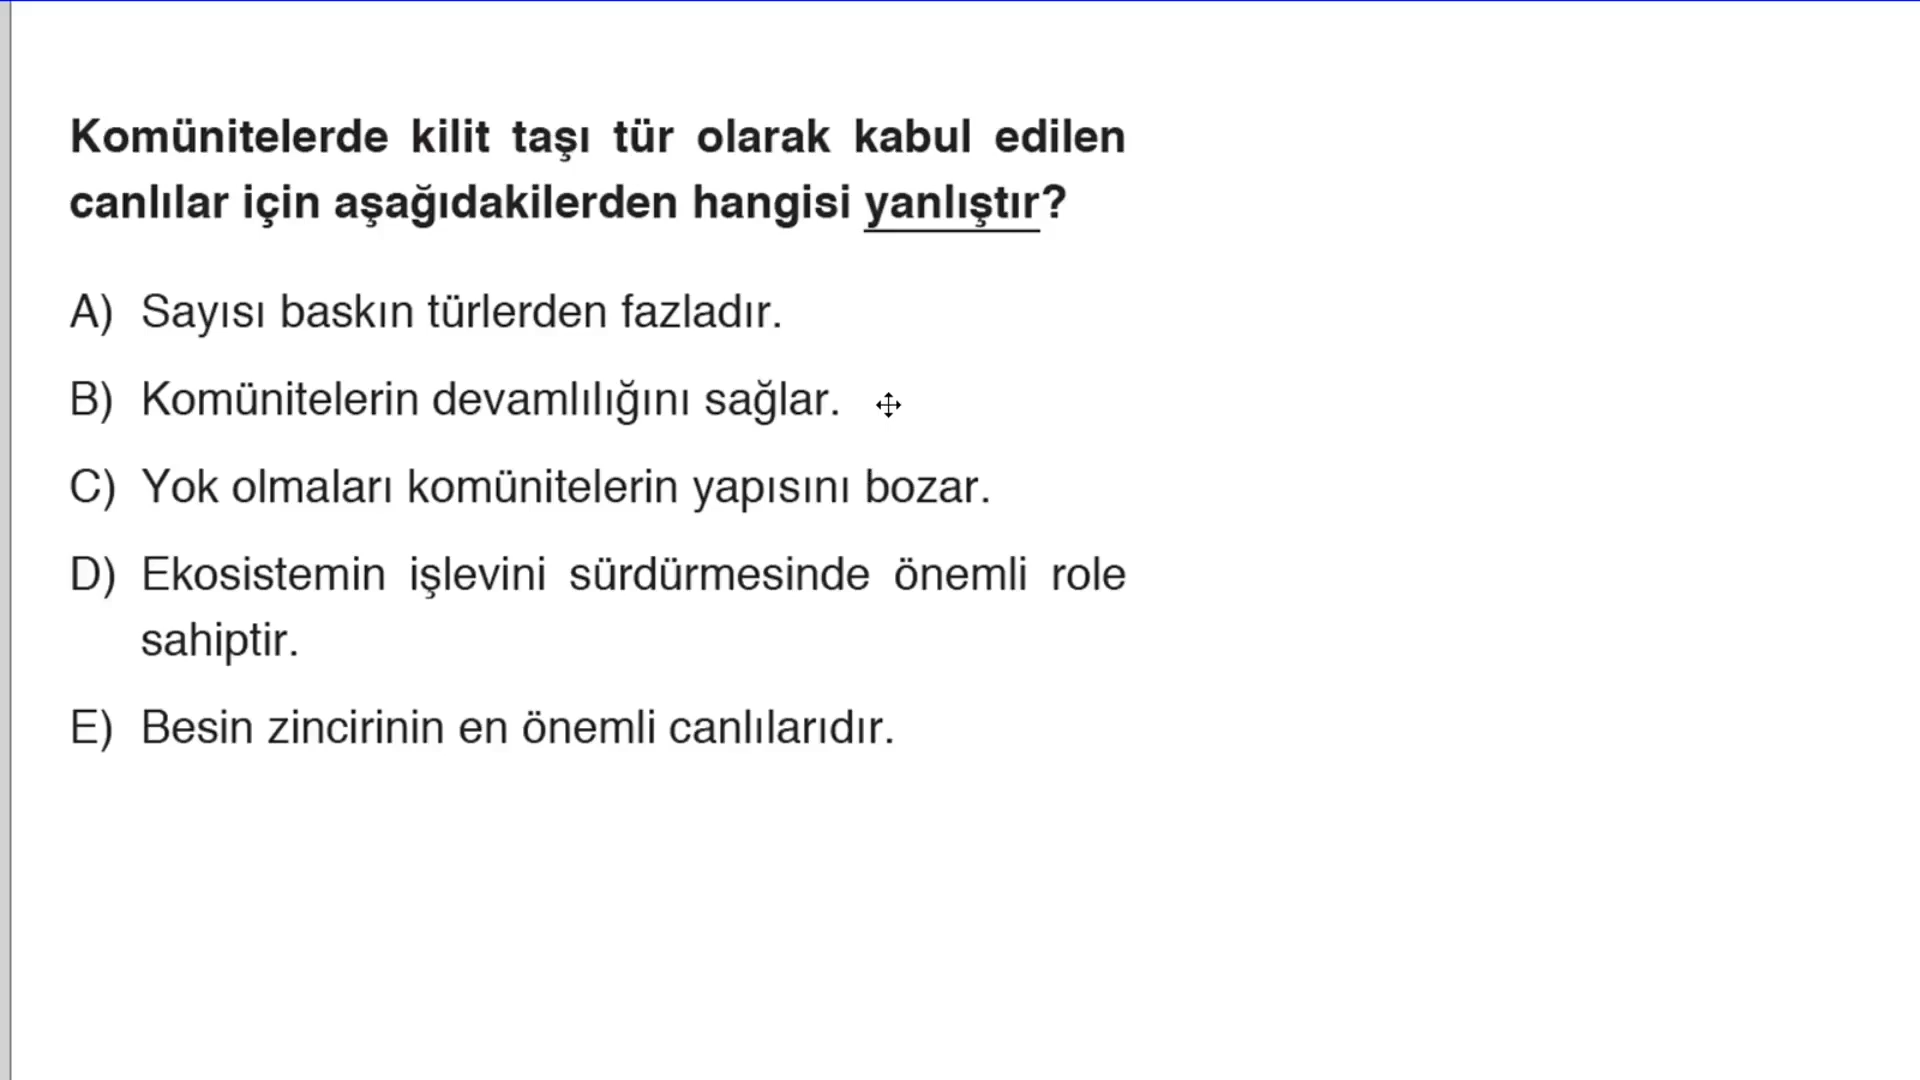 Komünitelerde kilit taşı tür olarak kabul edilen
canlılar için aşağıdakilerden hangisi yanlıştır?
A) Sayısı baskın türlerden fazladır.
B) Komünitelerin devamlılığını sağlar.
C) Yok olmaları komünitelerin yapısını bozar.
D) Ekosistemin işlevini sürdürmesinde önemli role
sahiptir.
E) Besin zincirinin en önemli canlılarıdır.